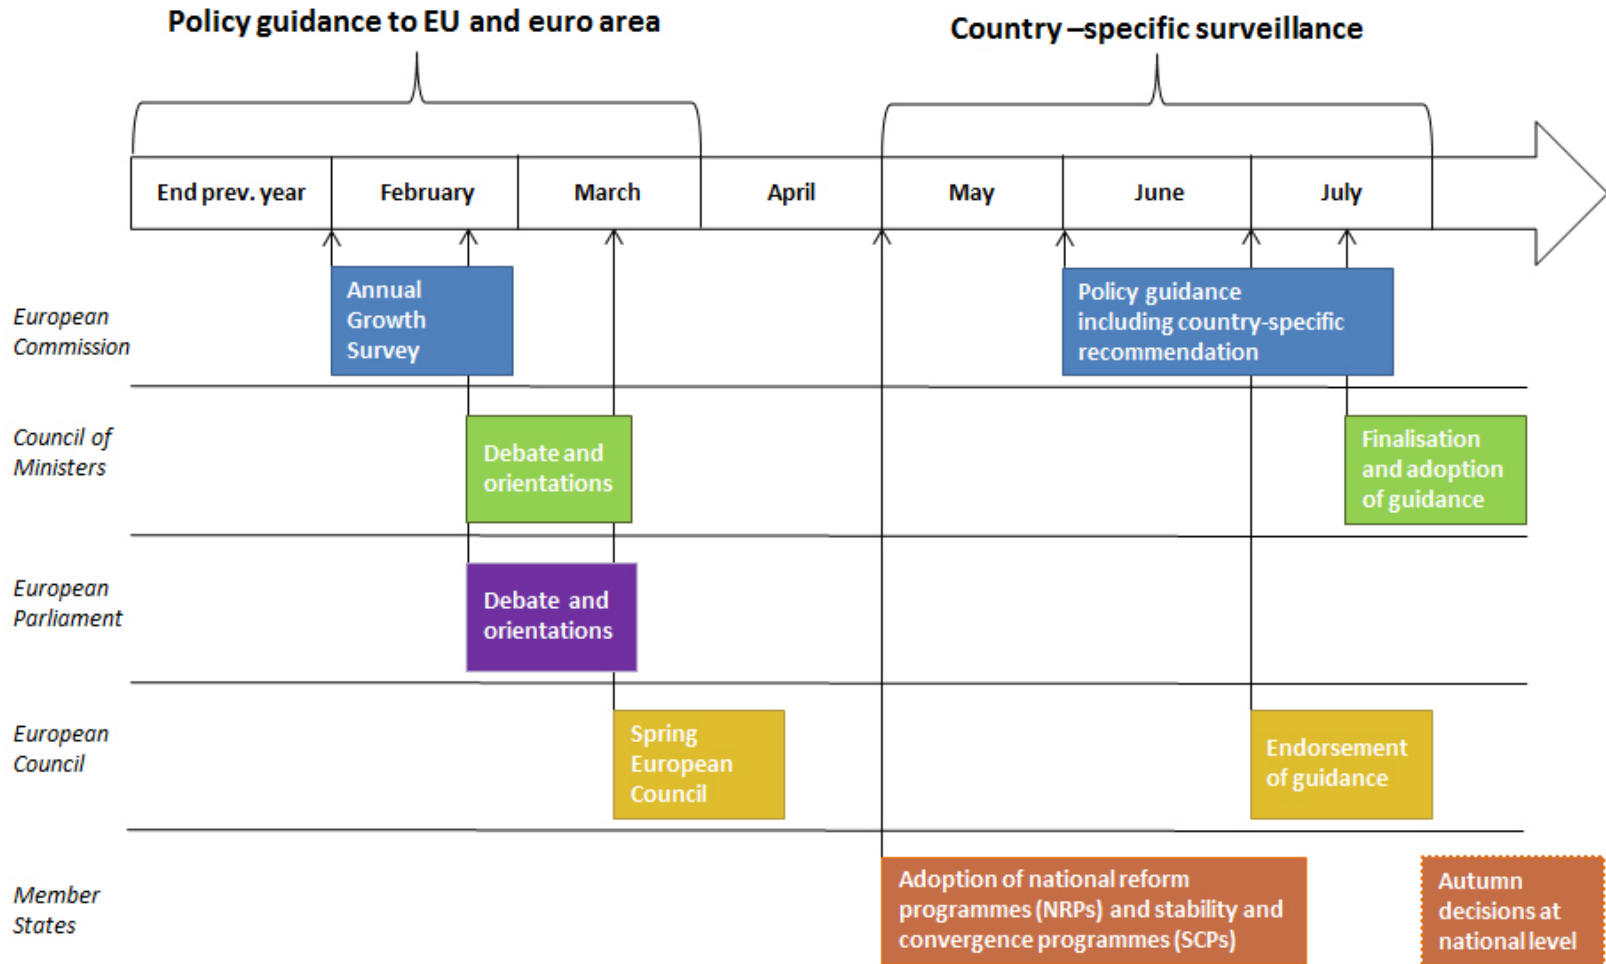 Policy guidance to EU and euro area
Country –specific surveillance
End prev. year
February
March
April
May
June
July
European
Commission
Annual
Growth
Survey
Policy guidance
including country-specific
recommendation
Council of
Ministers
Debate and
orientations
Finalisation
and adoption
of guidance
European
Parliament
Debate and
orientations
European
Council
Spring
European
Council
Endorsement
of guidance
Member
States
Adoption of national reform
programmes (NRPs) and stability and
convergence programmes (SCPs)
Autumn
decisions at
national level